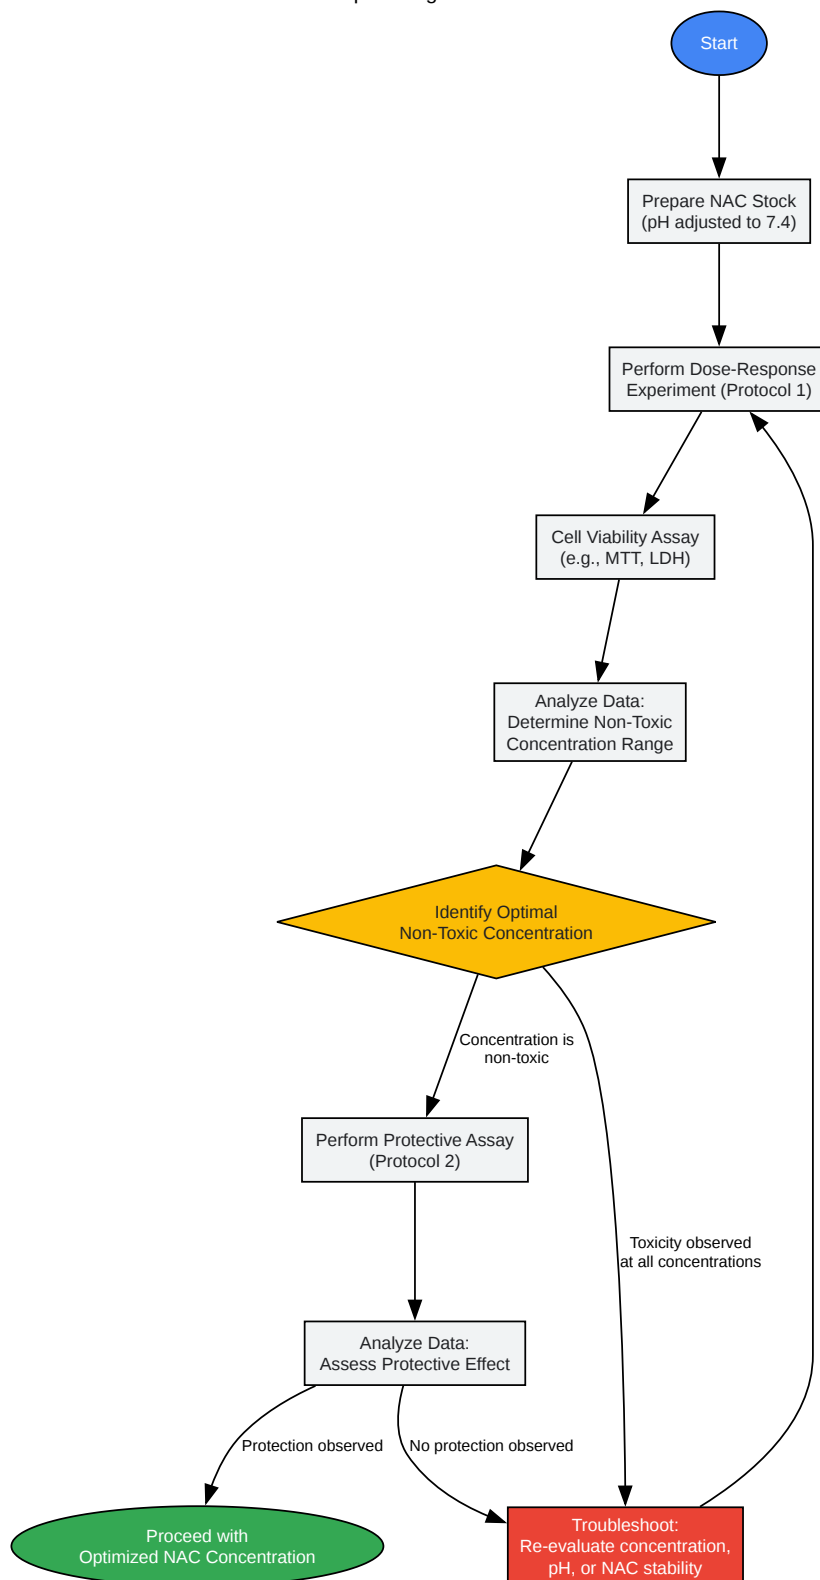 Start
Prepare NAC Stock
(pH adjusted to 7.4)
Perform Dose-Response
Experiment (Protocol 1)
Cell Viability Assay
(e.g., MTT, LDH)
Analyze Data:
Determine Non-Toxic
Concentration Range
Identify Optimal
Non-Toxic Concentration
Concentration is
non-toxic
Perform Protective Assay
(Protocol 2)
Toxicity observed
at all concentrations
Analyze Data:
Assess Protective Effect
Protection observed
No protection observed
Proceed with
Optimized NAC Concentration
Troubleshoot:
Re-evaluate concentration,
pH, or NAC stability